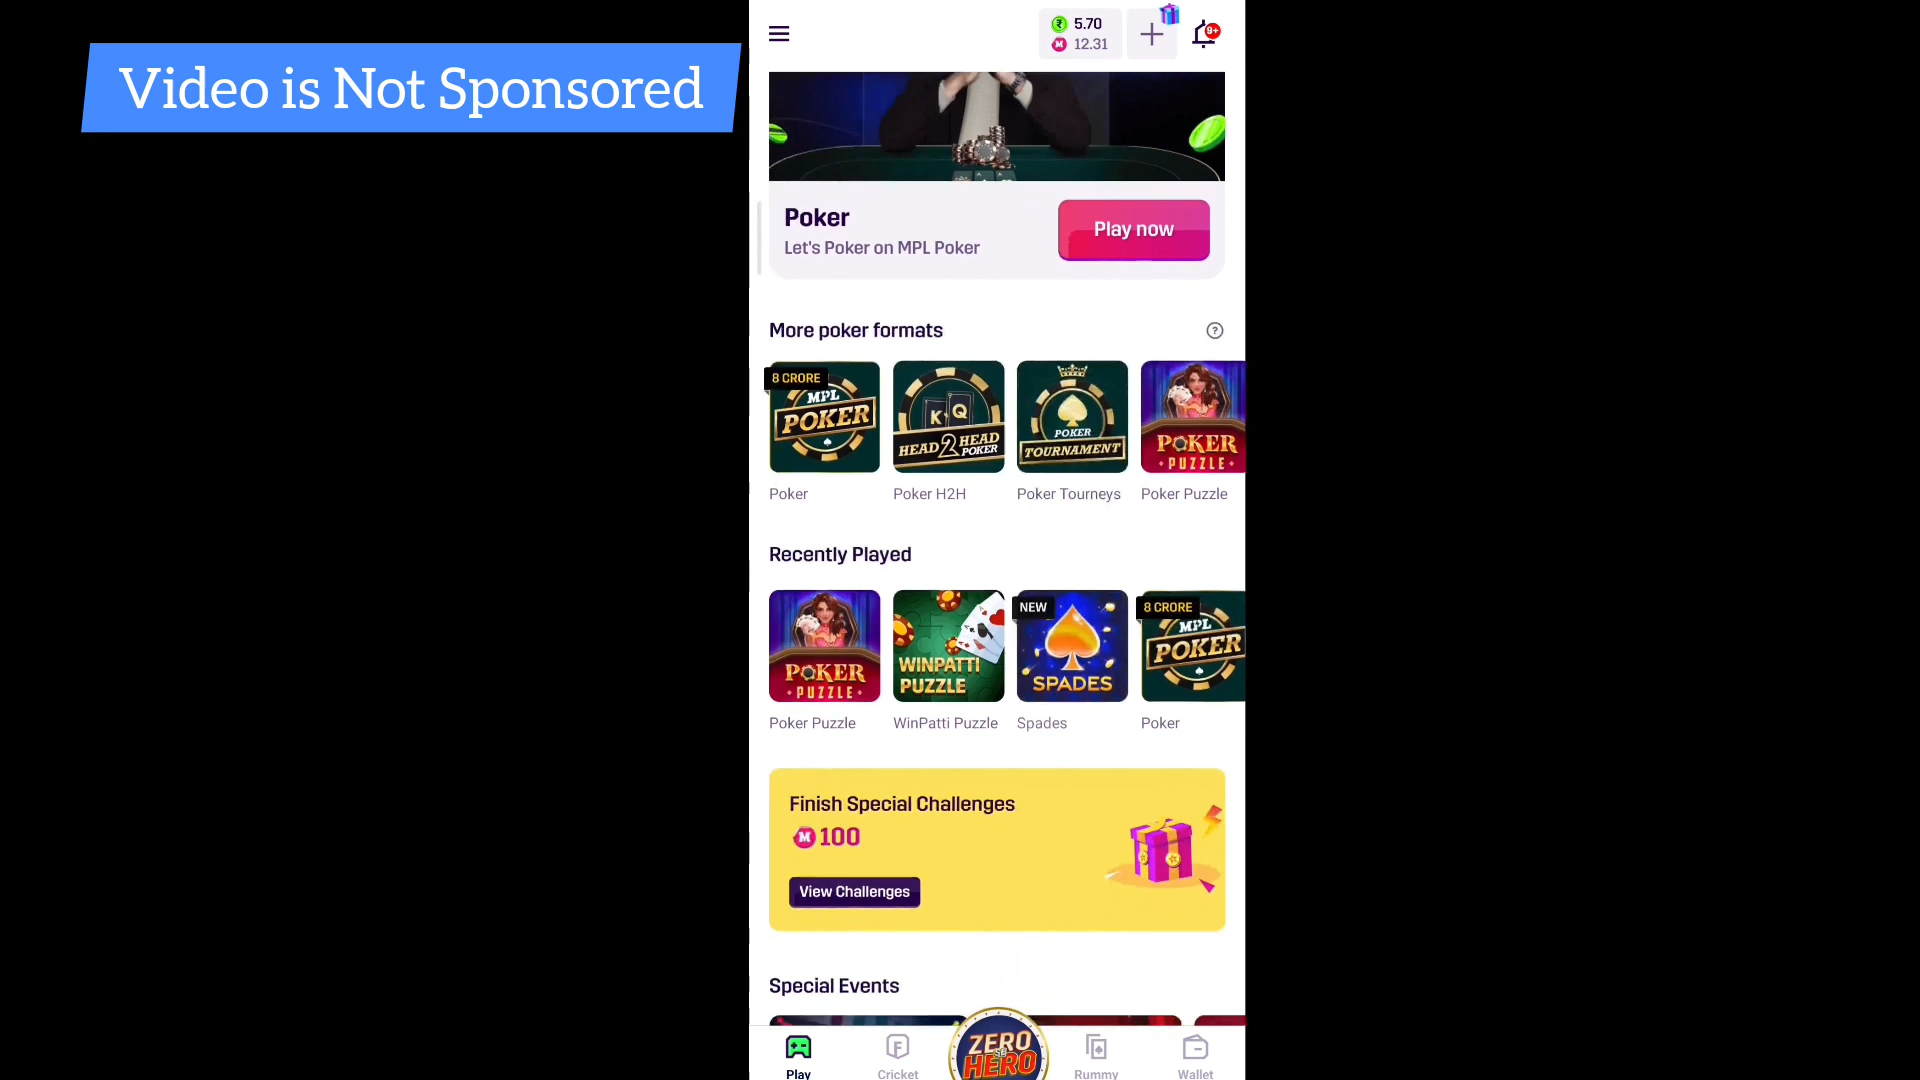 Video is Not Sponsored
₹ 5.70
M 12.31
9+
Poker
Let's Poker on MPL Poker
Play now
More poker formats
?
8 CRORE
MPL
POKER
K Q
HEAD 2 HEAD
POKER
POKER
TOURNAMENT
POKER
PUZZLE
Poker
Poker H2H
Poker Tourneys
Poker Puzzle
Recently Played
POKER
PUZZLE
WINPATTI
PUZZLE
NEW
SPADES
8 CRORE
MPL
POKER
Poker Puzzle
WinPatti Puzzle
Spades
Poker
Finish Special Challenges
M 100
View Challenges
Special Events
ZERO
SE
HERO
Play
F
Cricket
Rummy
Wallet